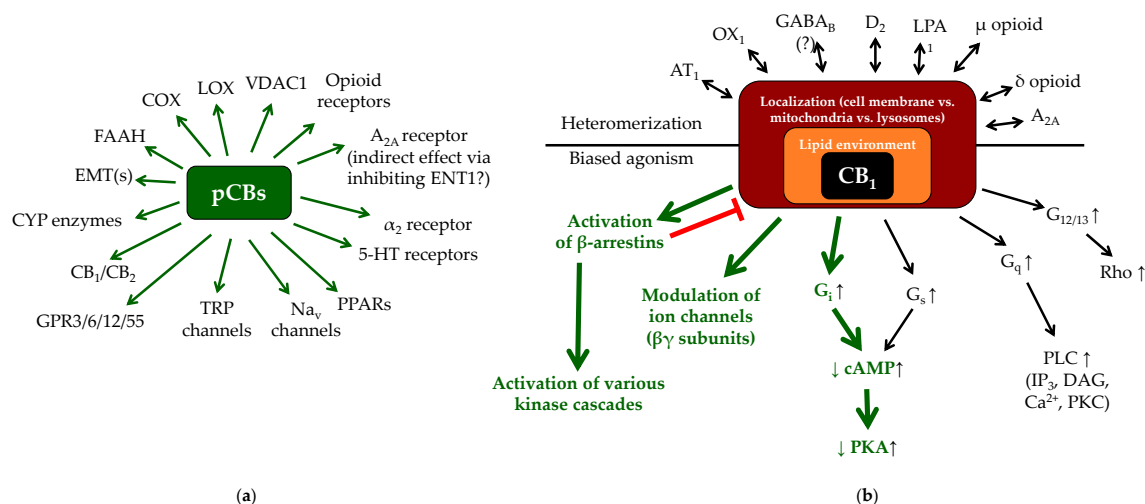 VDAC1
LOX
COX
Opioid
receptors
FAAH
A2A receptor
(indirect effect via
inhibiting ENT1?)
EMT(s)
pCBs
CYP enzymes
α2 receptor
5-HT receptors
CB1/CB2
PPARs
GPR3/6/12/55
TRP
channels
Nav
channels
(a)
AT1
OX1
GABAB
(?)
D2
LPA
1
μ opioid
δ opioid
A2A
Heteromerization
Biased agonism
Localization (cell membrane vs.
mitochondria vs. lysosomes)
Lipid environment
CB1
Activation
of β-arrestins
G12/13 ↑
Rho ↑
Gq ↑
Modulation of
ion channels
(βγ subunits)
Gi ↑
Gs ↑
PLC ↑
(IP3, DAG,
Ca2+, PKC)
↓ cAMP↑
Activation of various
kinase cascades
↓ PKA↑
(b)